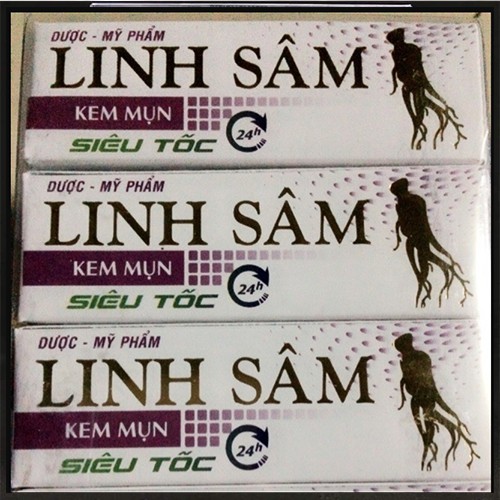 DƯỢC - MỸ PHẨM
LINH SÂM
KEM MỤN
SIÊU TỐC 24h
DƯỢC - MỸ PHẨM
LINH SÂM
KEM MỤN
SIÊU TỐC 24h
DƯỢC - MỸ PHẨM
LINH SÂM
KEM MỤN
SIÊU TỐC 24h